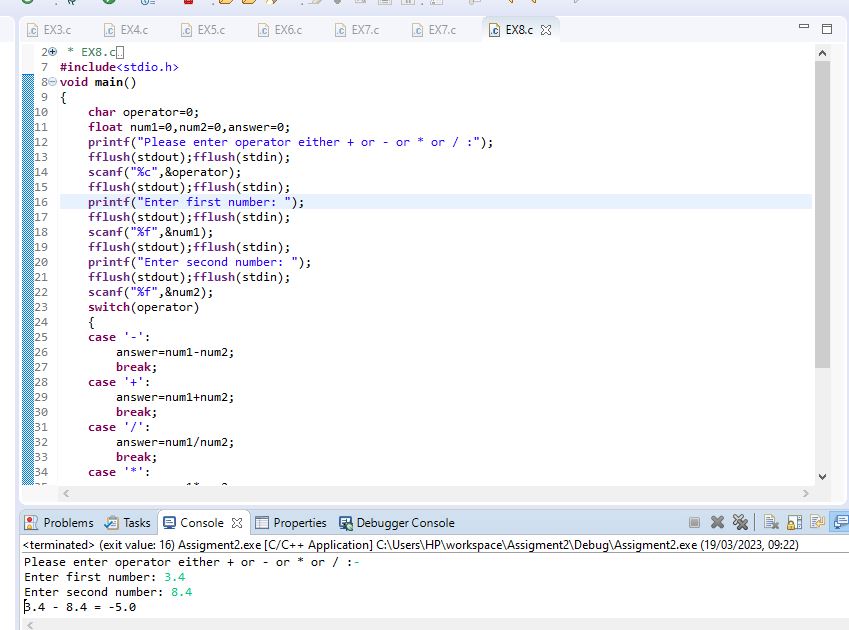 EX3.c EX4.c EX5.c EX6.c EX7.c EX7.c EX8.c
2 * EX8.c
7 #include<stdio.h>
8 void main()
9 {
10 char operator=0;
11 float num1=0,num2=0,answer=0;
12 printf("Please enter operator either + or - or * or / :");
13 fflush(stdout);fflush(stdin);
14 scanf("%c",&operator);
15 fflush(stdout);fflush(stdin);
16 printf("Enter first number: ");
17 fflush(stdout);fflush(stdin);
18 scanf("%f",&num1);
19 fflush(stdout);fflush(stdin);
20 printf("Enter second number: ");
21 fflush(stdout);fflush(stdin);
22 scanf("%f",&num2);
23 switch(operator)
24 {
25 case '-':
26 answer=num1-num2;
27 break;
28 case '+':
29 answer=num1+num2;
30 break;
31 case '/':
32 answer=num1/num2;
33 break;
34 case '*':
Problems Tasks Console Properties Debugger Console
<terminated> (exit value: 16) Assigment2.exe [C/C++ Application] C:\Users\HP\workspace\Assigment2\Debug\Assigment2.exe (19/03/2023, 09:22)
Please enter operator either + or - or * or / :-
Enter first number: 3.4
Enter second number: 8.4
3.4 - 8.4 = -5.0